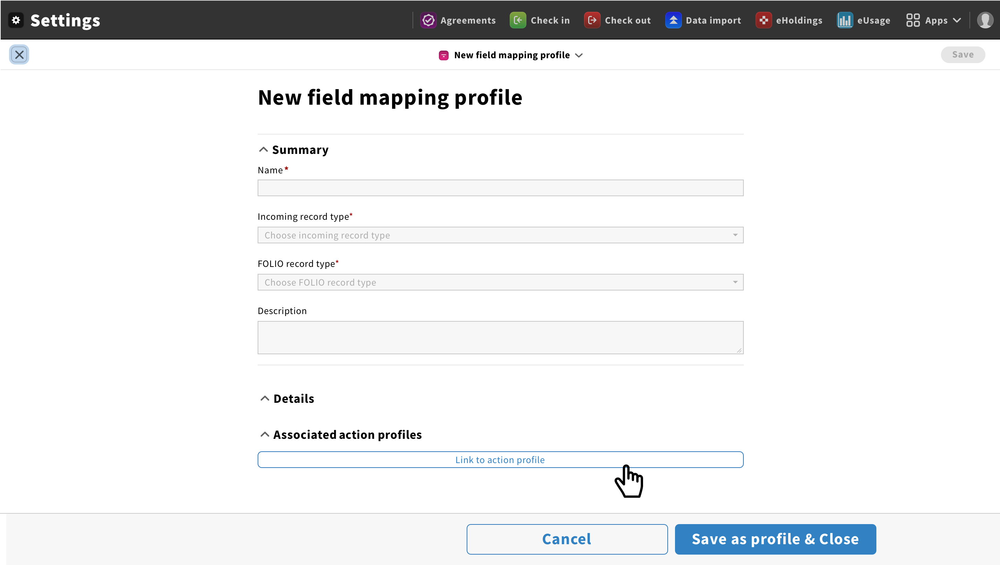 Settings
Agreements Check in Check out Data import eHoldings eUsage Apps
New field mapping profile
Save
New field mapping profile
Summary
Name*
Incoming record type*
Choose incoming record type
FOLIO record type*
Choose FOLIO record type
Description
Details
Associated action profiles
Link to action profile
Cancel
Save as profile & Close